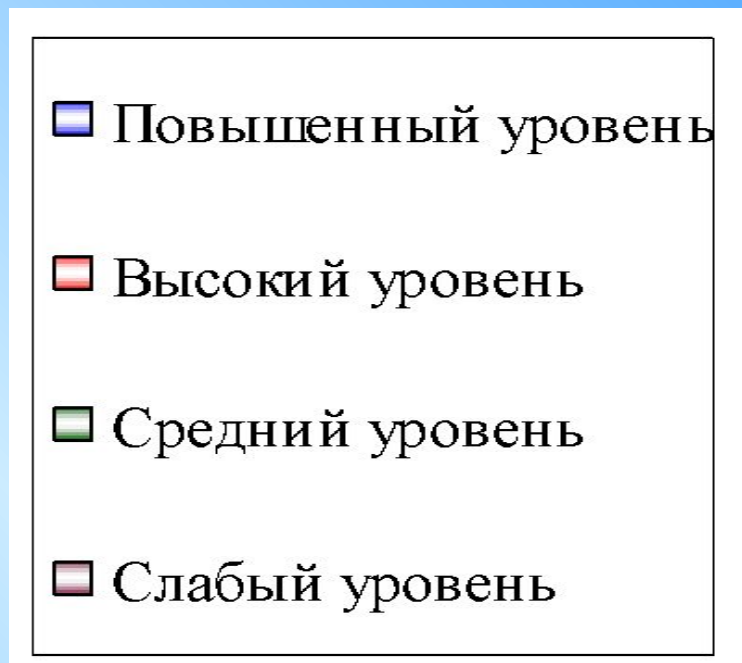 Повышенный уровень
Высокий уровень
Средний уровень
Слабый уровень